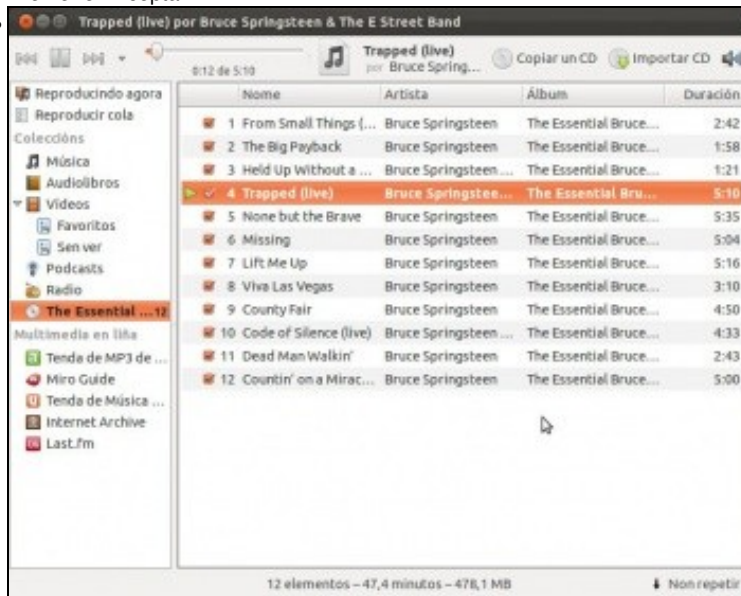 Trapped (live) por Bruce Springsteen & The E Street Band
0:12 de 5:10
Trapped (live)
por Bruce Spring...
Copiar un CD
Importar CD
Reproducindo agora
Reproducir cola
Coleccións
Música
Audiolibros
Vídeos
Favoritos
Sen ver
Podcasts
Radio
The Essential ...12
Multimedia en liña
Tenda de MP3 de ...
Miro Guide
Tenda de Música ...
Internet Archive
Last.fm
Nome Artista Álbum Duración
1 From Small Things (... Bruce Springsteen The Essential Bruce.... 2:42
2 The Big Payback Bruce Springsteen The Essential Bruce.... 1:58
3 Held Up Without a ... Bruce Springsteen ... The Essential Bruce.... 1:21
4 Trapped (live) Bruce Springstee... The Essential Bru... 5:10
5 None but the Brave Bruce Springsteen The Essential Bruce.... 5:35
6 Missing Bruce Springsteen The Essential Bruce.... 5:04
7 Lift Me Up Bruce Springsteen The Essential Bruce.... 5:16
8 Viva Las Vegas Bruce Springsteen The Essential Bruce.... 3:10
9 County Fair Bruce Springsteen The Essential Bruce.... 4:50
10 Code of Silence (live) Bruce Springsteen ... The Essential Bruce.... 4:33
11 Dead Man Walkin' Bruce Springsteen The Essential Bruce.... 2:43
12 Countin' on a Mirac... Bruce Springsteen The Essential Bruce.... 5:00
12 elementos – 47,4 minutos – 478,1 MB
Non repetir